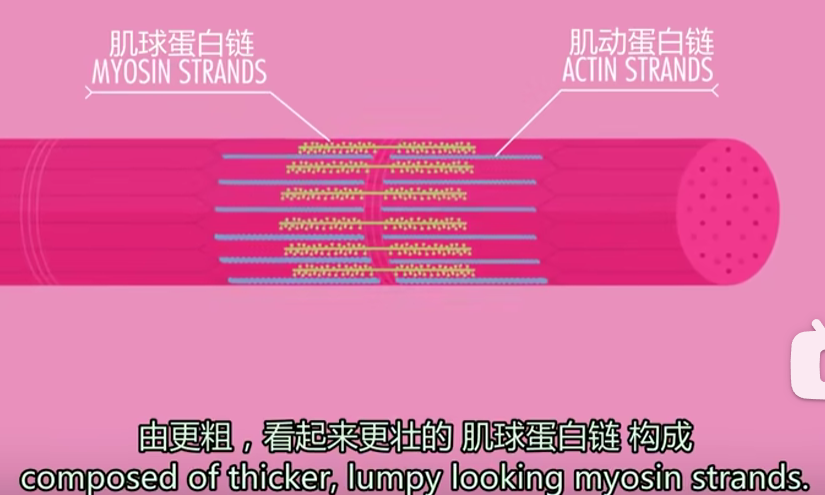 肌球蛋白链
MYOSIN STRANDS
肌动蛋白链
ACTIN STRANDS
由更粗，看起来更壮的 肌球蛋白链 构成
composed of thicker, lumpy looking myosin strands.